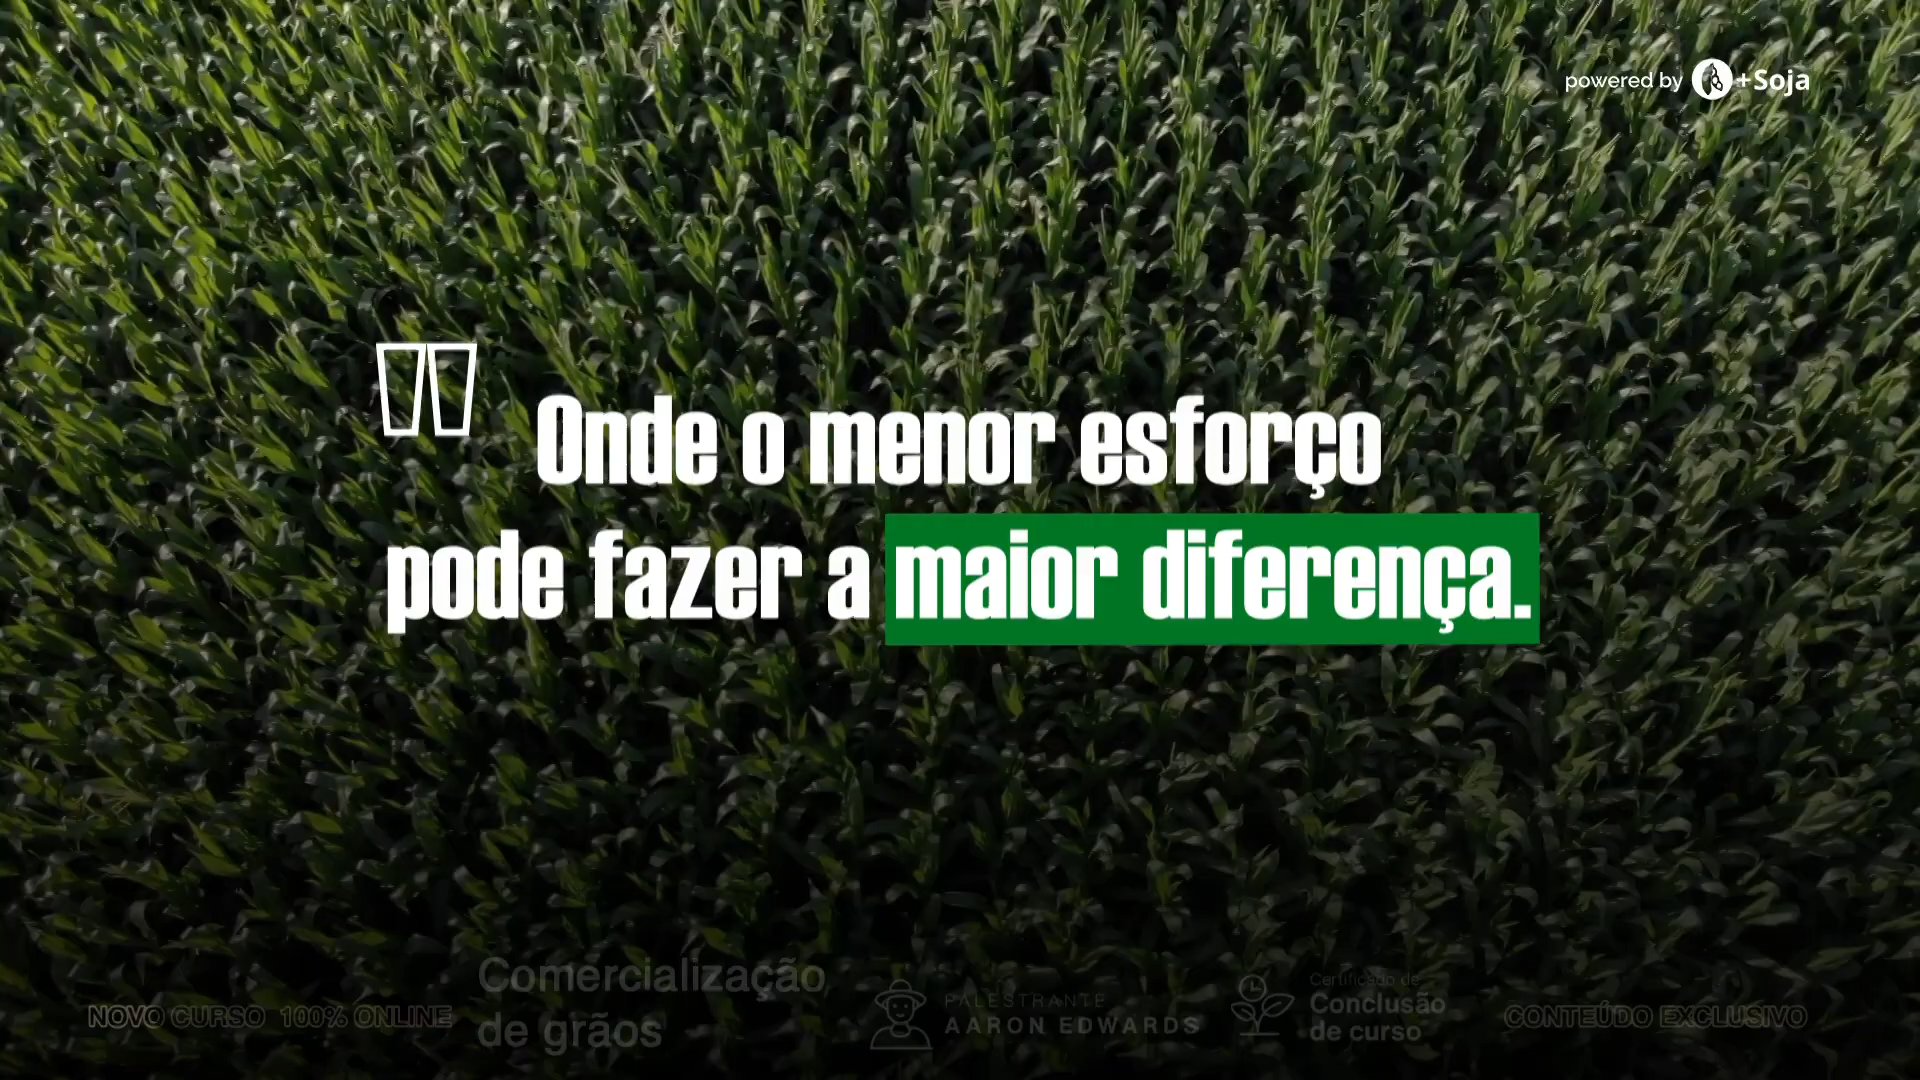 powered by +Soja
" Onde o menor esforço
pode fazer a maior diferença.
NOVO CURSO 100% ONLINE
Comercialização
de grãos
PALESTRANTE
AARON EDWARDS
Certificado de
Conclusão
de curso
CONTEÚDO EXCLUSIVO